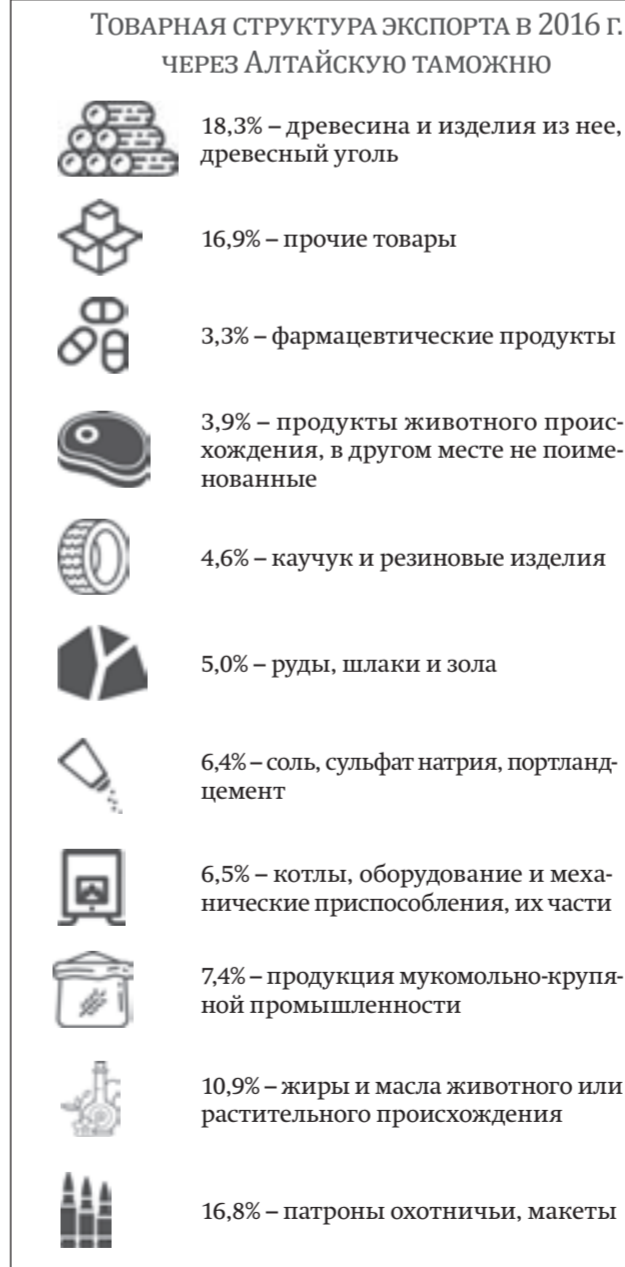 Товарная структура экспорта в 2016 г.
через Алтайскую таможню
18,3% – древесина и изделия из нее,
древесный уголь
16,9% – прочие товары
3,3% – фармацевтические продукты
3,9% – продукты животного проис-
хождения, в другом месте не поиме-
нованные
4,6% – каучук и резиновые изделия
5,0% – руды, шлаки и зола
6,4% – соль, сульфат натрия, портланд-
цемент
6,5% – котлы, оборудование и меха-
нические приспособления, их части
7,4% – продукция мукомольно-крупя-
ной промышленности
10,9% – жиры и масла животного или
растительного происхождения
16,8% – патроны охотничьи, макеты